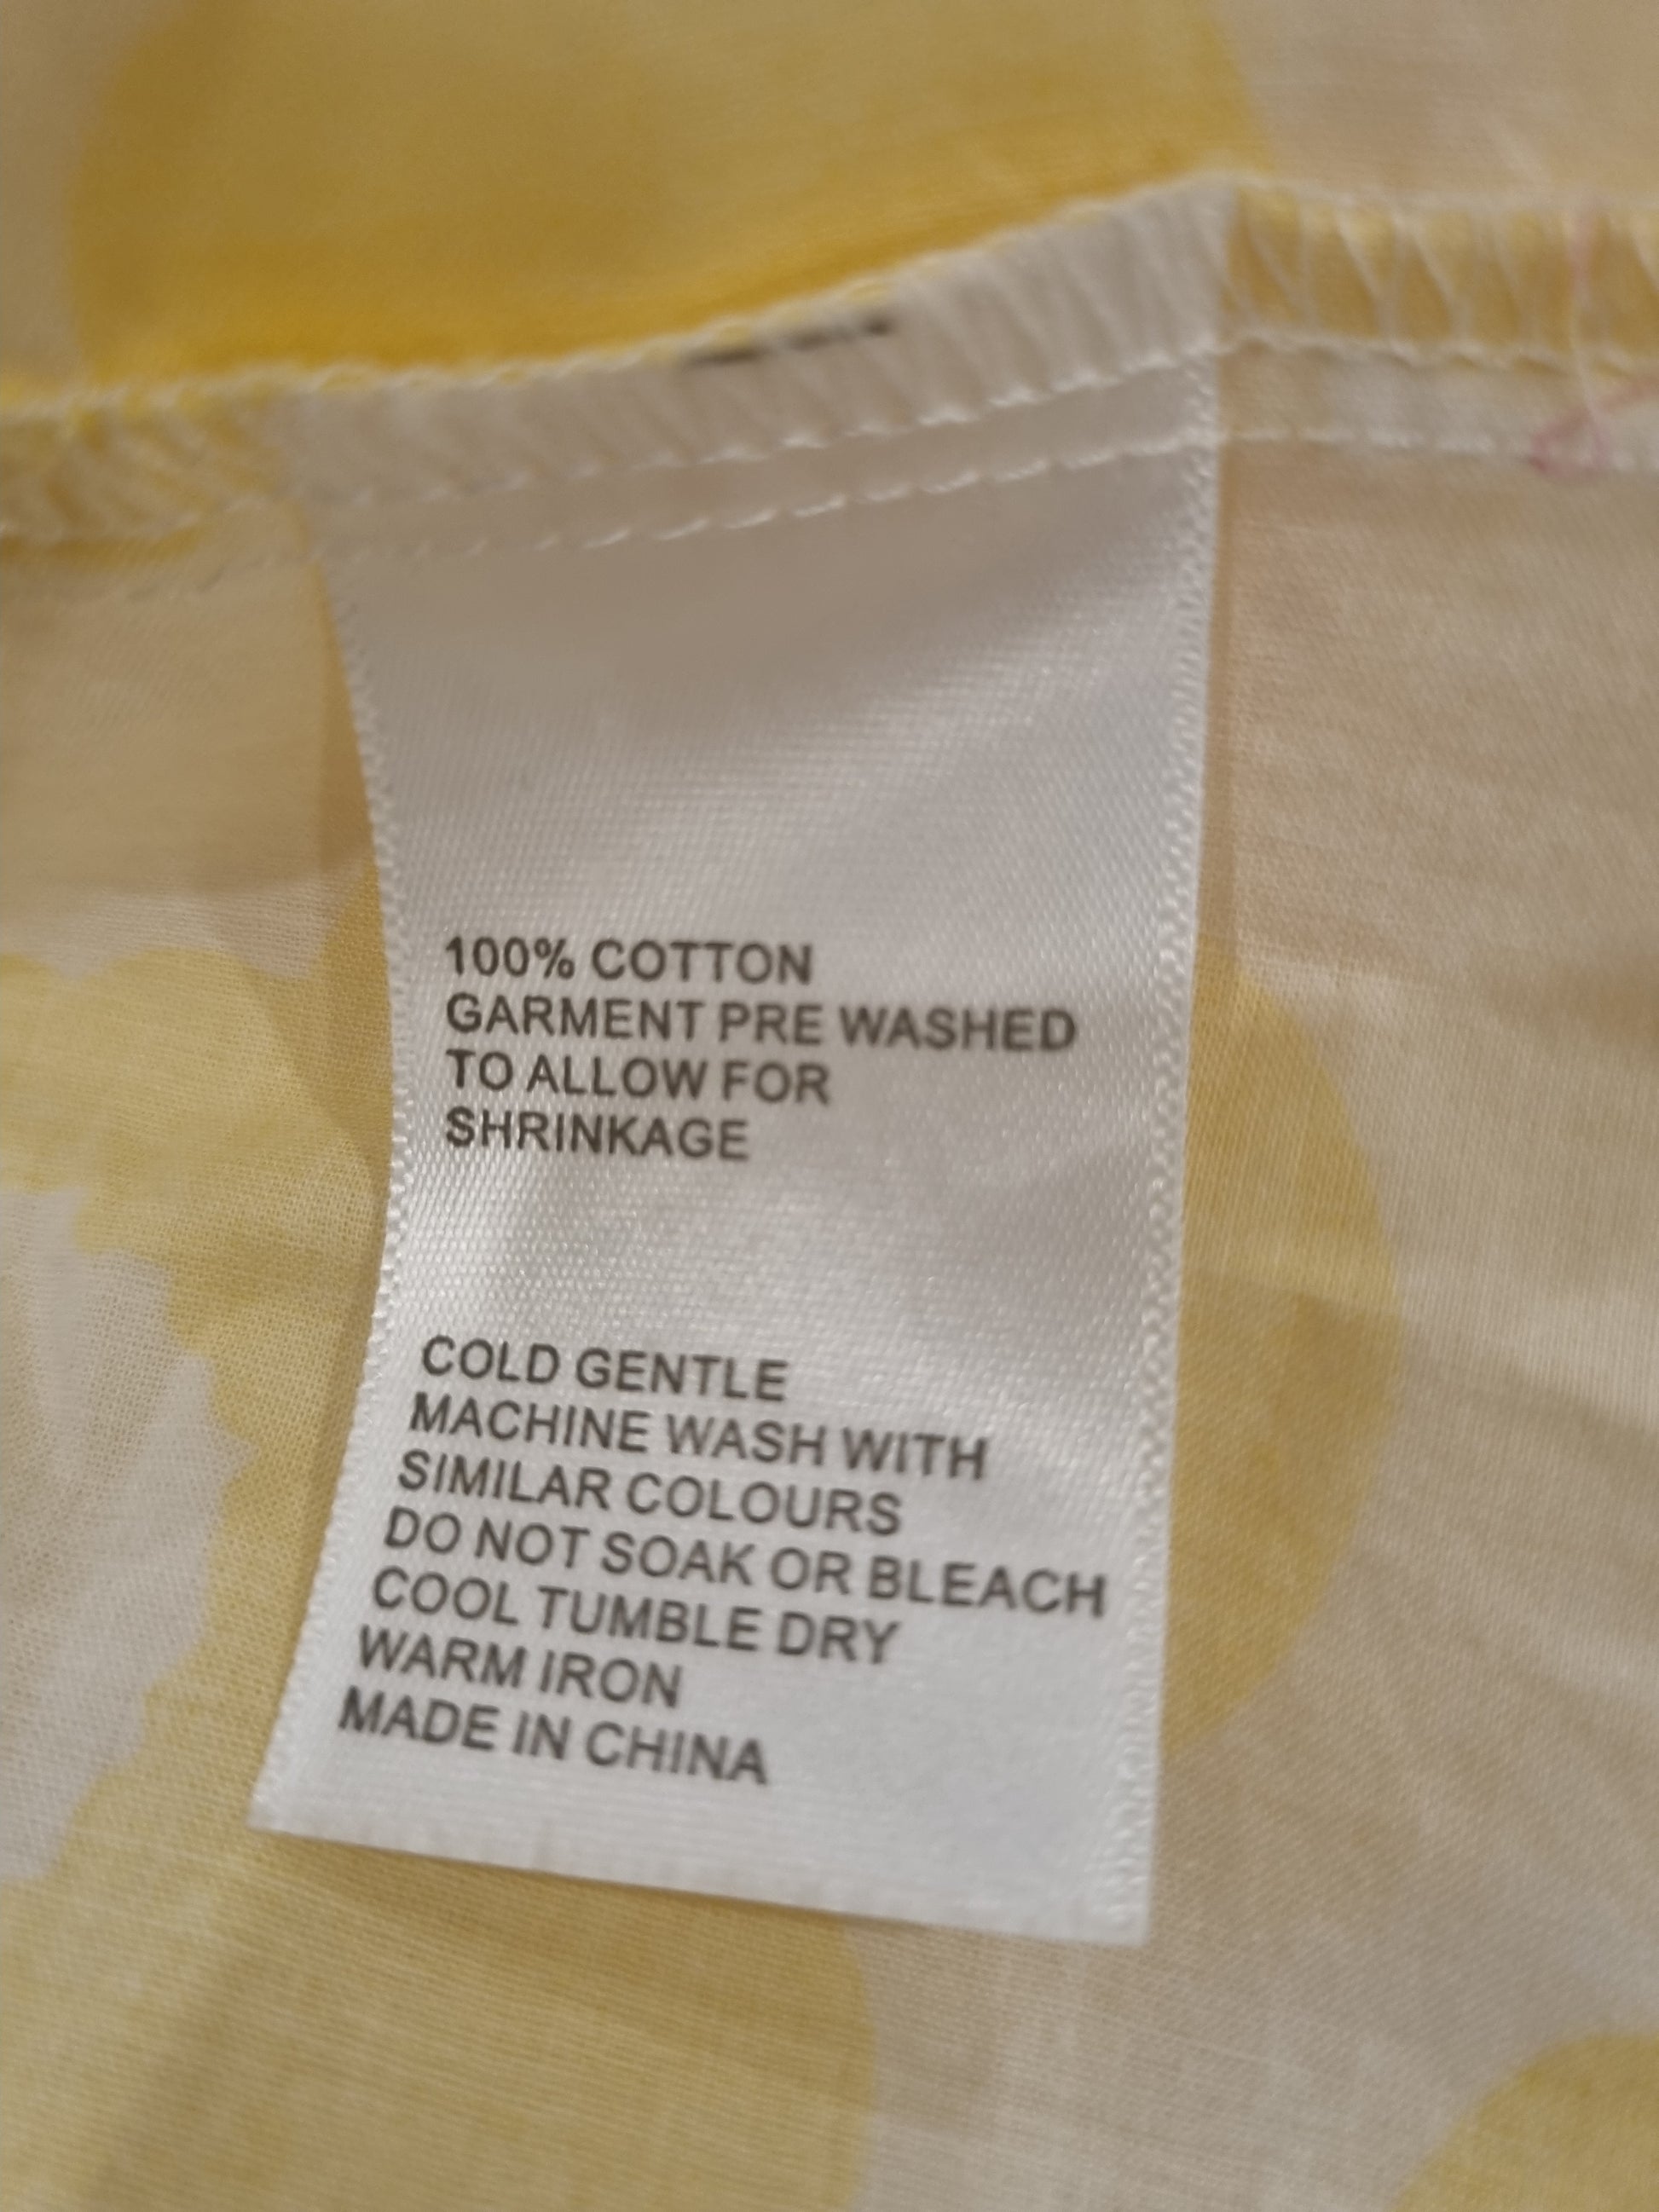 100% COTTON
GARMENT PRE WASHED
TO ALLOW FOR
SHRINKAGE
COLD GENTLE
MACHINE WASH WITH
SIMILAR COLOURS
DO NOT SOAK OR BLEACH
COOL TUMBLE DRY
WARM IRON
MADE IN CHINA